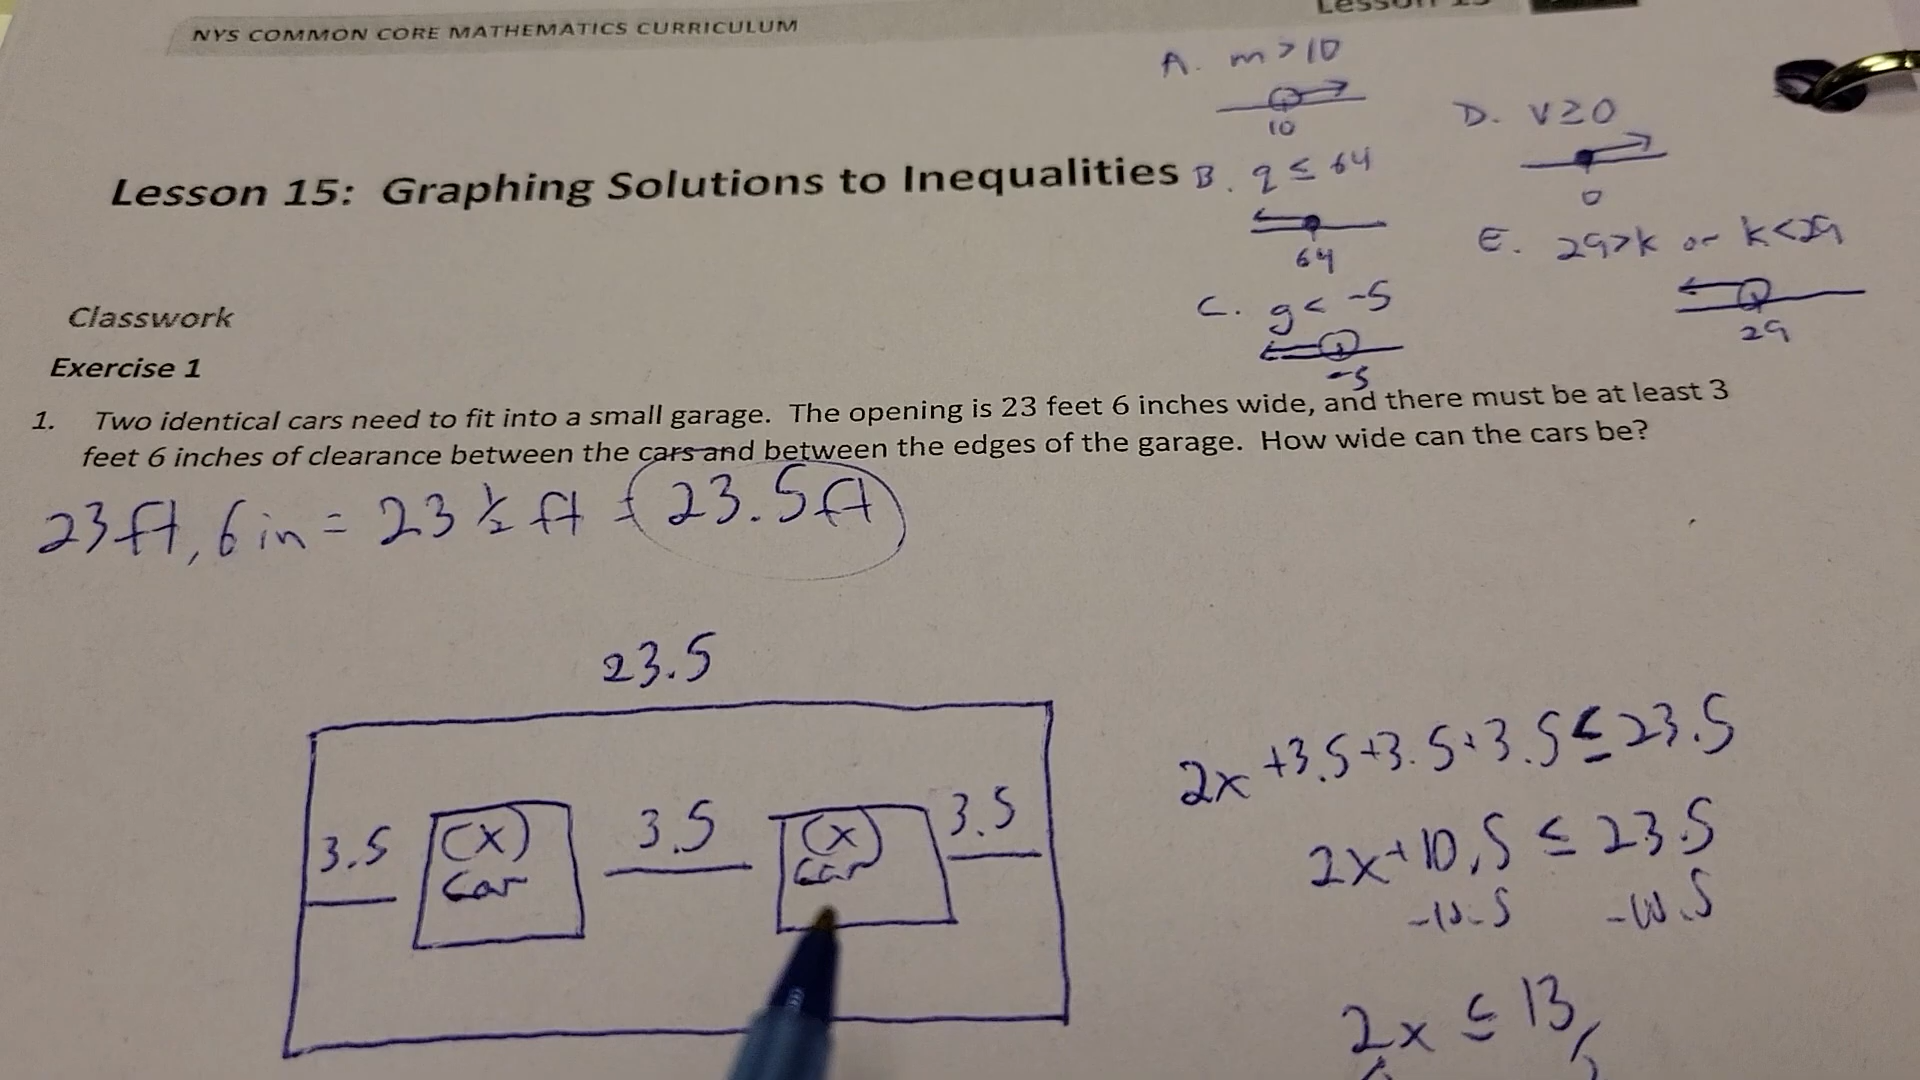 NYS COMMON CORE MATHEMATICS CURRICULUM
A. m > 10
10
D. v ≥ 0
0
Lesson 15: Graphing Solutions to Inequalities
B. q ≤ 64
64
E. 29>k or k<29
29
C. g < -5
-5
Classwork
Exercise 1
1. Two identical cars need to fit into a small garage. The opening is 23 feet 6 inches wide, and there must be at least 3
feet 6 inches of clearance between the cars and between the edges of the garage. How wide can the cars be?
23ft, 6in = 23 ½ ft = 23.5ft
23.5
3.5 (x) 3.5 (x) 3.5
car car
2x +3.5+3.5+3.5 ≤ 23.5
2x+10.5 ≤ 23.5
-10.5 -10.5
2x ≤ 13